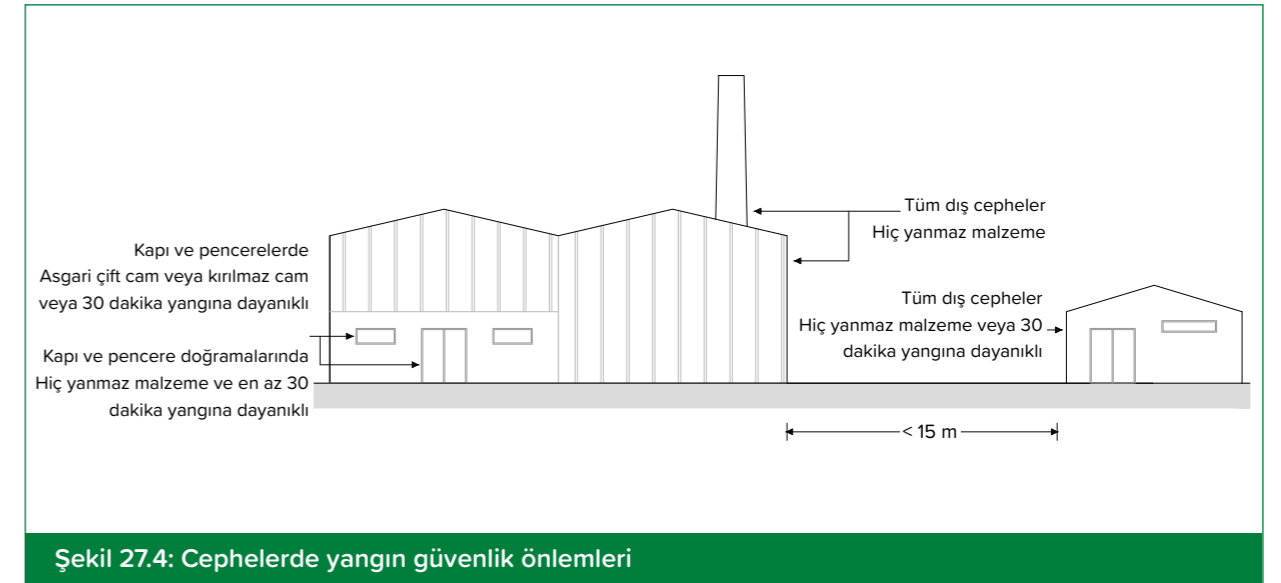 Kapı ve pencerelerde
Asgari çift cam veya kırılmaz cam
veya 30 dakika yangına dayanıklı
Kapı ve pencere doğramalarında
Hiç yanmaz malzeme ve en az 30
dakika yangına dayanıklı
Tüm dış cepheler
Hiç yanmaz malzeme
Tüm dış cepheler
Hiç yanmaz malzeme veya 30
dakika yangına dayanıklı
< 15 m
Şekil 27.4: Cephelerde yangın güvenlik önlemleri